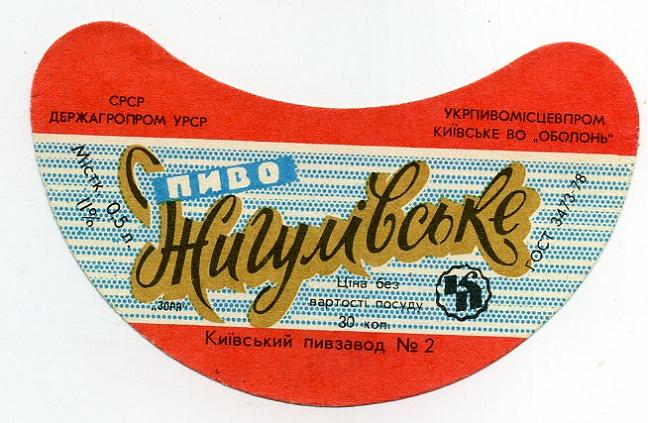 СРСР
ДЕРЖАГРОПРОМ УРСР
УКРПИВОМІСЦЕВПРОМ
КИЇВСЬКЕ ВО „ОБОЛОНЬ"
Містк. 0,5 л.
11%
ПИВО
Жигулівське
ГОСТ 3473-78
Ціна без
вартості посуду
30 коп.
„ЗОРЯ"
Київський пивзавод № 2